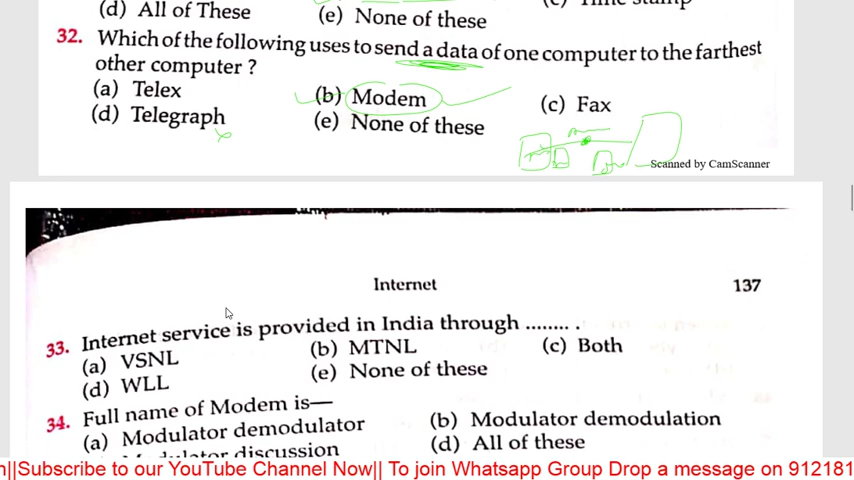 (d) All of These (e) None of these
32. Which of the following uses to send a data of one computer to the farthest
other computer ?
(a) Telex (b) Modem (c) Fax
(d) Telegraph (e) None of these
Scanned by CamScanner
Internet 137
33. Internet service is provided in India through ........ .
(a) VSNL (b) MTNL (c) Both
(d) WLL (e) None of these
34. Full name of Modem is—
(a) Modulator demodulator (b) Modulator demodulation
discussion (d) All of these
||Subscribe to our YouTube Channel Now|| To join Whatsapp Group Drop a message on 912181